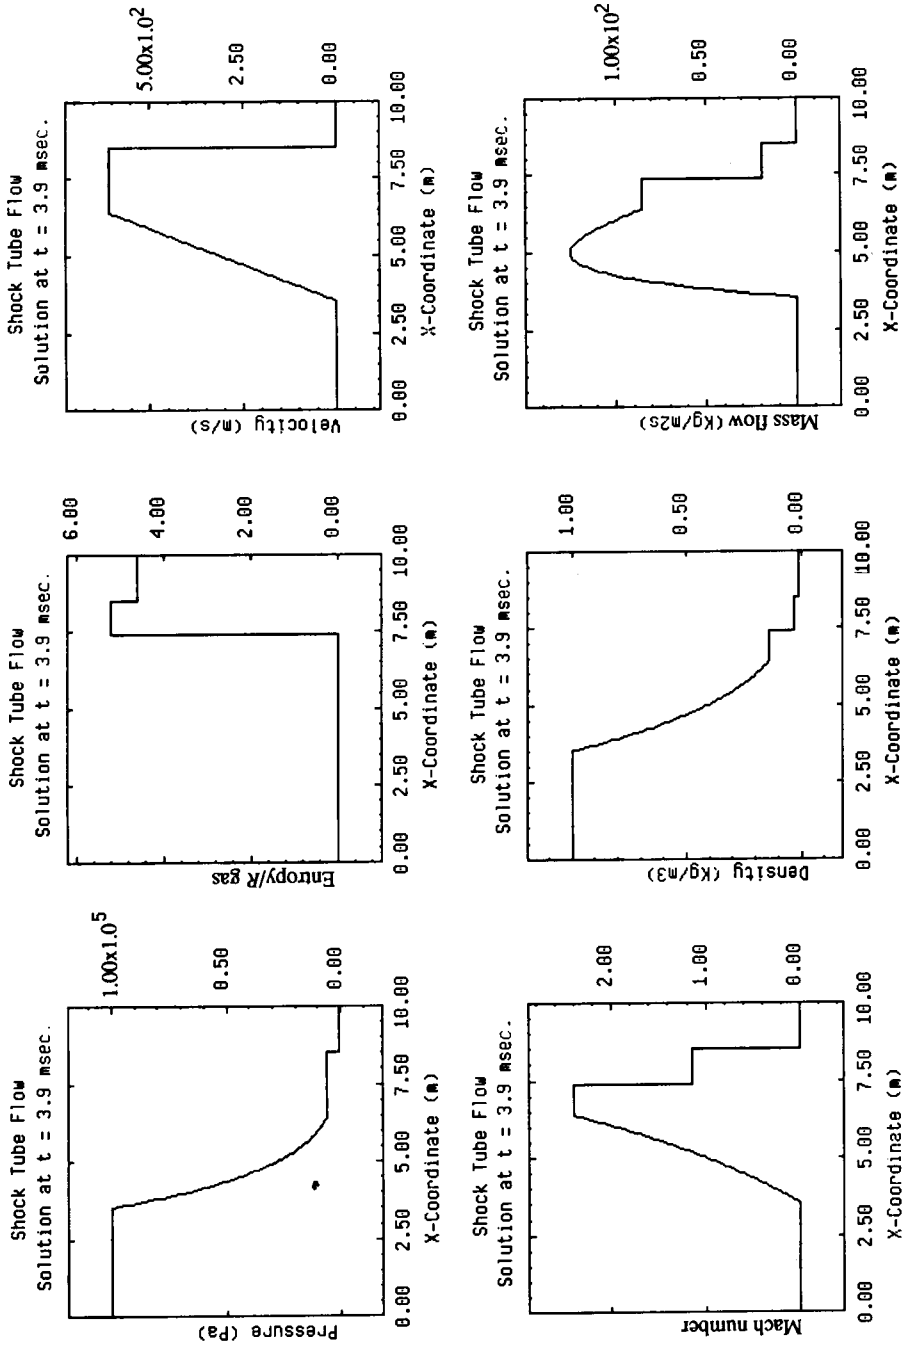 Shock Tube Flow
Solution at t = 3.9 msec.
1.00x1.0⁵
0.50
0.00
Pressure (Pa)
0.00 2.50 5.00 7.50 10.00
X-Coordinate (m)
Shock Tube Flow
Solution at t = 3.9 msec.
6.00
4.00
2.00
0.00
Entropy/R gas
0.00 2.50 5.00 7.50 10.00
X-Coordinate (m)
Shock Tube Flow
Solution at t = 3.9 msec.
5.00x1.0²
2.50
0.00
Velocity (m/s)
0.00 2.50 5.00 7.50 10.00
X-Coordinate (m)
Shock Tube Flow
Solution at t = 3.9 msec.
2.00
1.00
0.00
Mach number
0.00 2.50 5.00 7.50 10.00
X-Coordinate (m)
Shock Tube Flow
Solution at t = 3.9 msec.
1.00
0.50
0.00
Density (Kg/m3)
0.00 2.50 5.00 7.50 10.00
X-Coordinate (m)
Shock Tube Flow
Solution at t = 3.9 msec.
1.00x10²
0.50
0.00
Mass flow (Kg/m2s)
0.00 2.50 5.00 7.50 10.00
X-Coordinate (m)